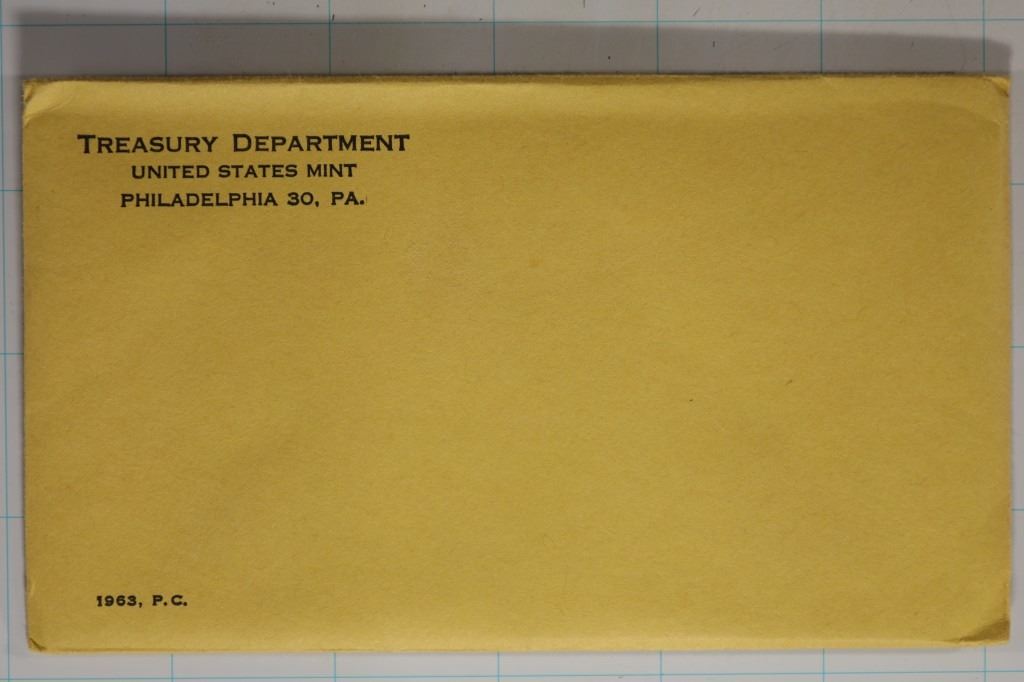 Treasury Department
UNITED STATES MINT
PHILADELPHIA 30, PA.
1963, P.C.